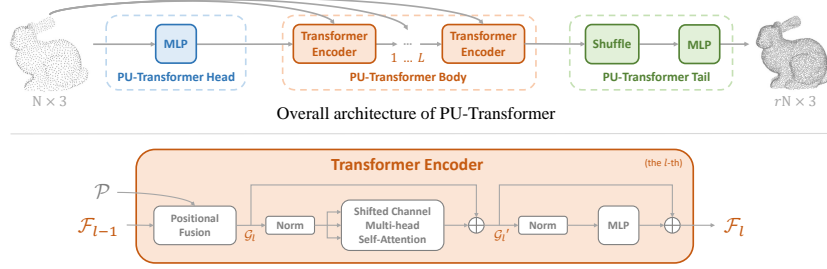 MLP
Transformer
Encoder
...
1 ... L
Transformer
Encoder
Shuffle
MLP
PU-Transformer Head
PU-Transformer Body
PU-Transformer Tail
N × 3
rN × 3
Overall architecture of PU-Transformer
Transformer Encoder
(the l-th)
𝒫
ℱl−1
Positional
Fusion
𝒢l
Norm
Shifted Channel
Multi-head
Self-Attention
𝒢l′
Norm
MLP
ℱl